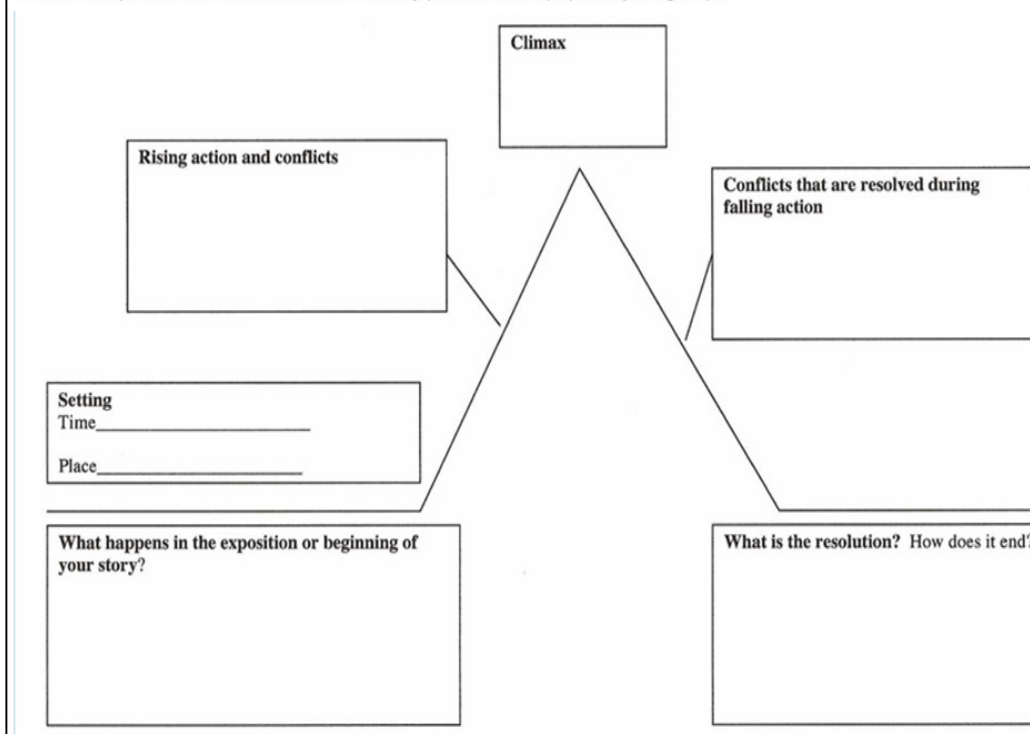 Climax
Rising action and conflicts
Conflicts that are resolved during
falling action
Setting
Time
Place
What happens in the exposition or beginning of
your story?
What is the resolution? How does it end?